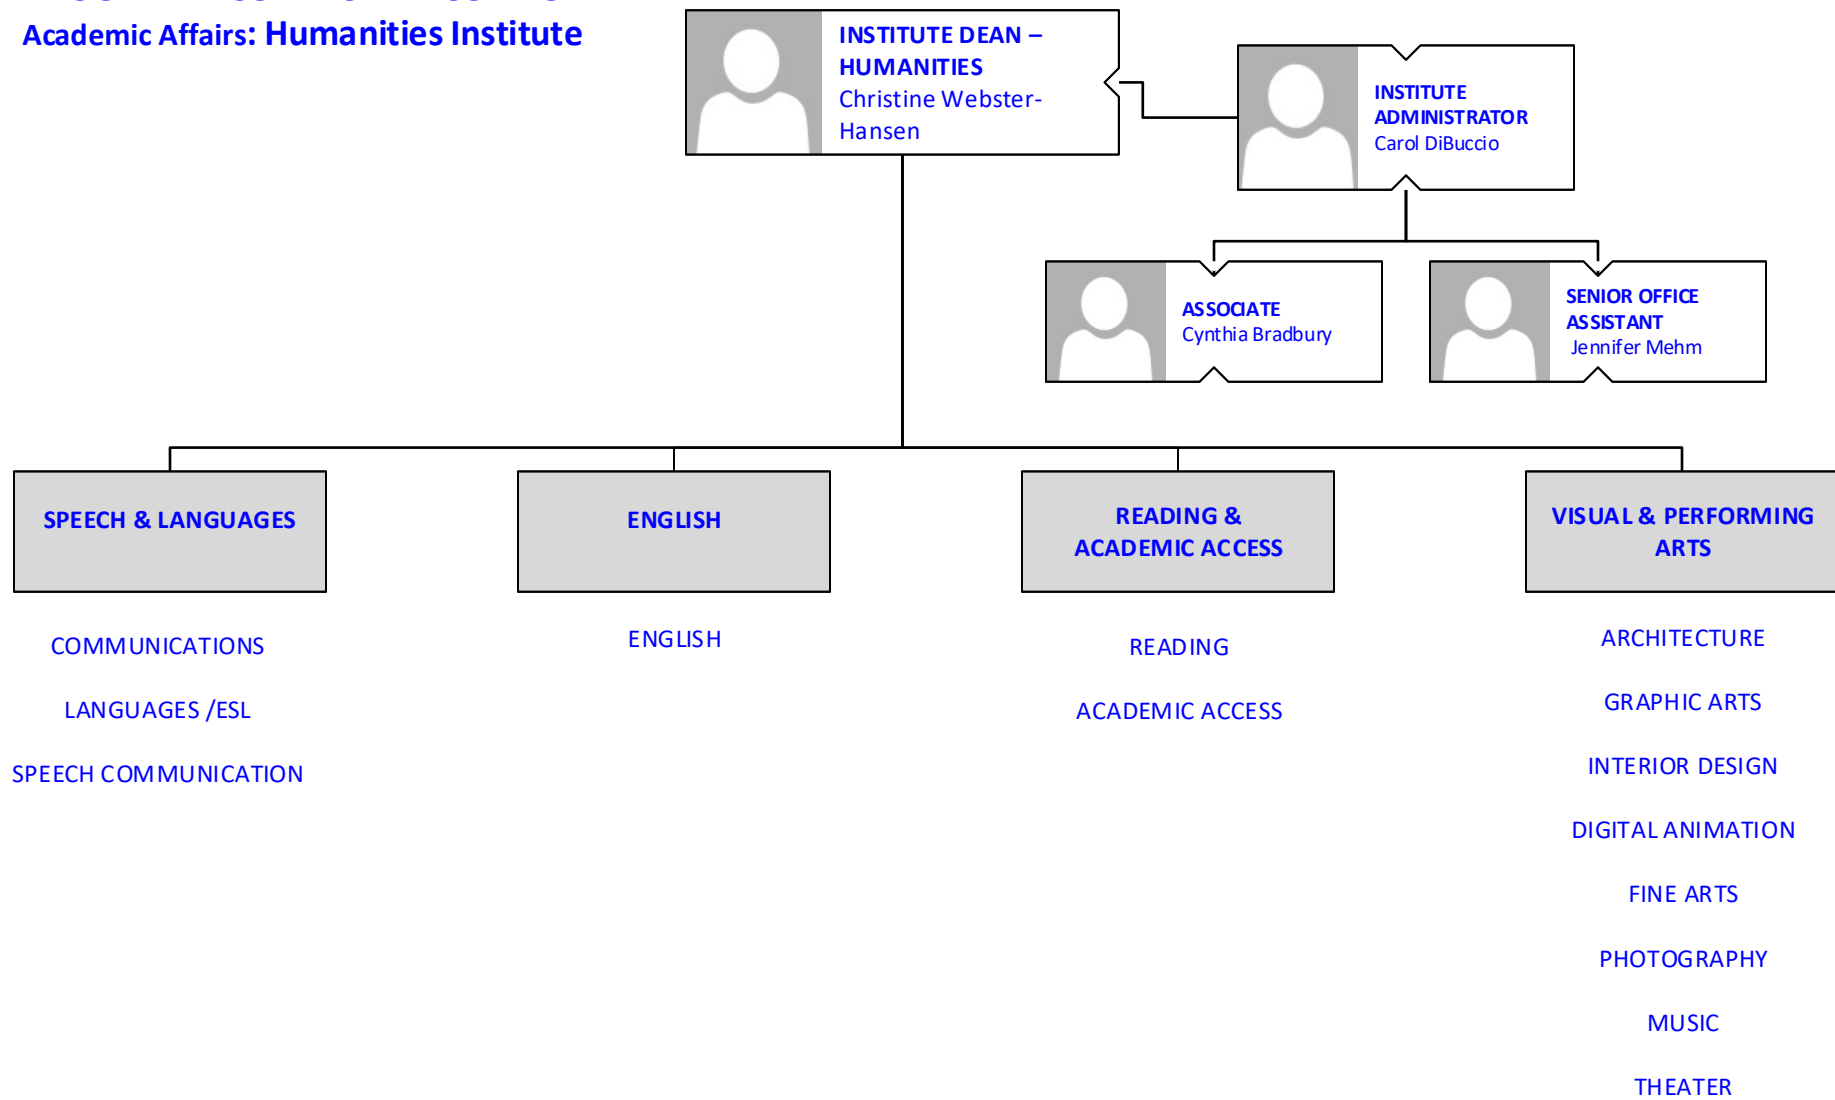 Academic Affairs: Humanities Institute
INSTITUTE DEAN –
HUMANITIES
Christine Webster-
Hansen
INSTITUTE
ADMINISTRATOR
Carol DiBuccio
ASSOCIATE
Cynthia Bradbury
SENIOR OFFICE
ASSISTANT
Jennifer Mehm
SPEECH & LANGUAGES
COMMUNICATIONS
LANGUAGES /ESL
SPEECH COMMUNICATION
ENGLISH
ENGLISH
READING &
ACADEMIC ACCESS
READING
ACADEMIC ACCESS
VISUAL & PERFORMING
ARTS
ARCHITECTURE
GRAPHIC ARTS
INTERIOR DESIGN
DIGITAL ANIMATION
FINE ARTS
PHOTOGRAPHY
MUSIC
THEATER